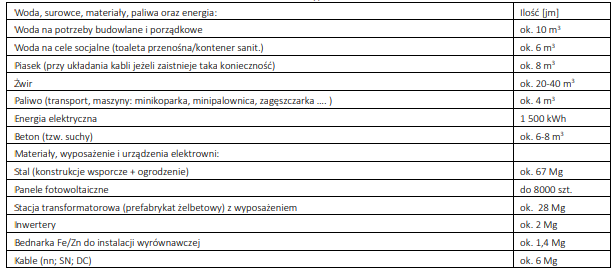 Woda, surowce, materiały, paliwa oraz energia: Ilość [jm]
Woda na potrzeby budowlane i porządkowe ok. 10 m³
Woda na cele socjalne (toaleta przenośna/kontener sanit.) ok. 6 m³
Piasek (przy układania kabli jeżeli zaistnieje taka konieczność) ok. 8 m³
Żwir ok. 20-40 m³
Paliwo (transport, maszyny: minikoparka, minipalownica, zagęszczarka .... ) ok. 4 m³
Energia elektryczna 1 500 kWh
Beton (tzw. suchy) ok. 6-8 m³
Materiały, wyposażenie i urządzenia elektrowni:
Stal (konstrukcje wsporcze + ogrodzenie) ok. 67 Mg
Panele fotowoltaiczne do 8000 szt.
Stacja transformatorowa (prefabrykat żelbetowy) z wyposażeniem ok. 28 Mg
Inwertery ok. 2 Mg
Bednarka Fe/Zn do instalacji wyrównawczej ok. 1,4 Mg
Kable (nn; SN; DC) ok. 6 Mg